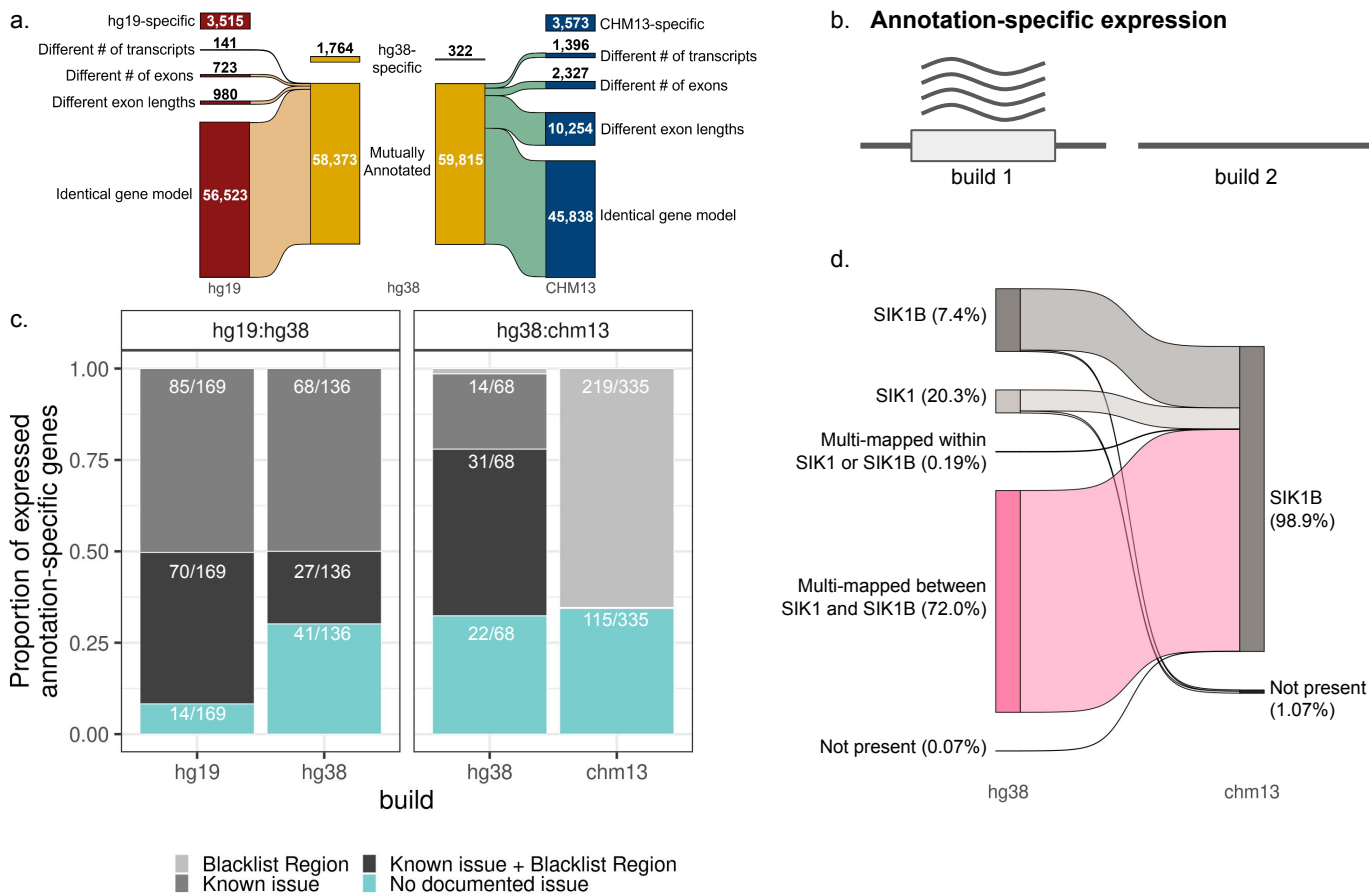 a.
hg19-specific
3,515
Different # of transcripts
141
Different # of exons
723
Different exon lengths
980
Identical gene model
56,523
1,764
hg38-
specific
322
58,373
Mutually
Annotated
59,815
3,573
CHM13-specific
1,396
Different # of transcripts
2,327
Different # of exons
10,254
Different exon lengths
45,838
Identical gene model
hg19
hg38
CHM13
b. Annotation-specific expression
build 1
build 2
c.
hg19:hg38
hg38:chm13
Proportion of expressed
annotation-specific genes
1.00
0.75
0.50
0.25
0.00
85/169
70/169
14/169
68/136
27/136
41/136
14/68
31/68
22/68
219/335
115/335
hg19
hg38
hg38
chm13
build
Blacklist Region
Known issue
Known issue + Blacklist Region
No documented issue
d.
SIK1B (7.4%)
SIK1 (20.3%)
Multi-mapped within
SIK1 or SIK1B (0.19%)
Multi-mapped between
SIK1 and SIK1B (72.0%)
Not present (0.07%)
SIK1B
(98.9%)
Not present
(1.07%)
hg38
chm13